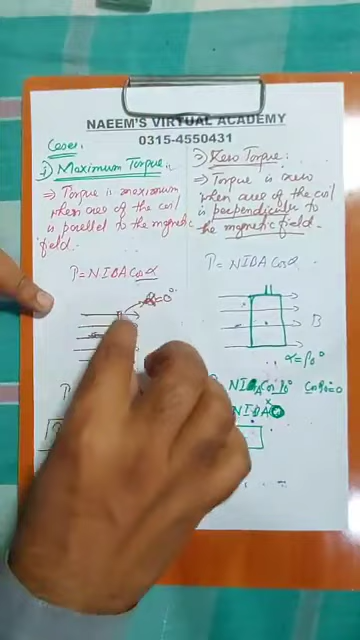 NAEEM'S VIRTUAL ACADEMY
0315-4550431
Cases
1) Maximum Torque:
⇒ Torque is maximum
when area of the coil
is parallel to the magnetic
field.
τ = NIBA Cos α
α = 0°
2) Zero Torque:
⇒ Torque is zero
when area of the coil
is perpendicular to
the magnetic field.
τ = NIBA Cos α
B
α = 90°
Cos 90° = 0